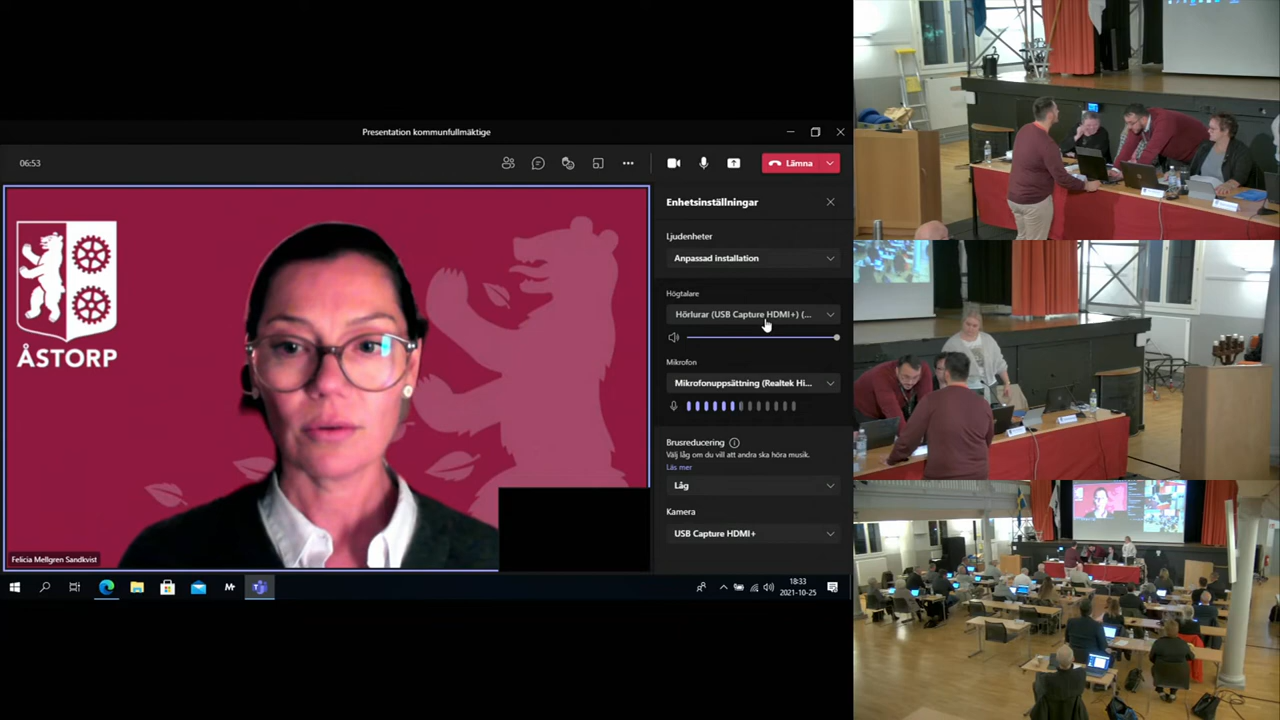 Presentation kommunfullmäktige
06:53
Lämna
ÅSTORP
Felicia Mellgren Sandkvist
Enhetsinställningar
Ljudenheter
Anpassad installation
Högtalare
Hörlurar (USB Capture HDMI+) (...
Mikrofon
Mikrofonuppsättning (Realtek Hi...
Brusreducering
Välj låg om du vill att andra ska höra musik.
Läs mer
Låg
Kamera
USB Capture HDMI+
18:33
2021-10-25